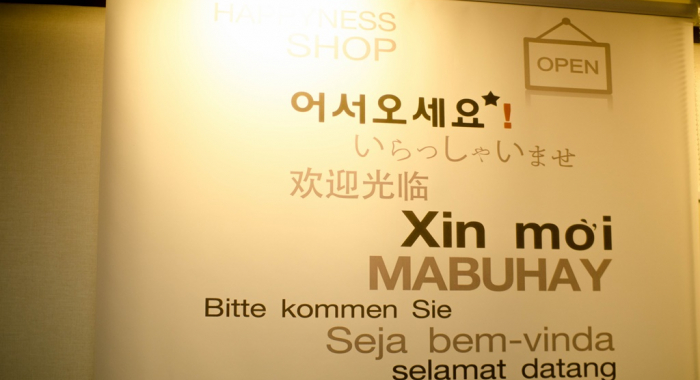 HAPPYNESS
SHOP
OPEN
어서오세요★!
いらっしゃいませ
欢迎光临
Xin mời
MABUHAY
Bitte kommen Sie
Seja bem-vinda
selamat datang